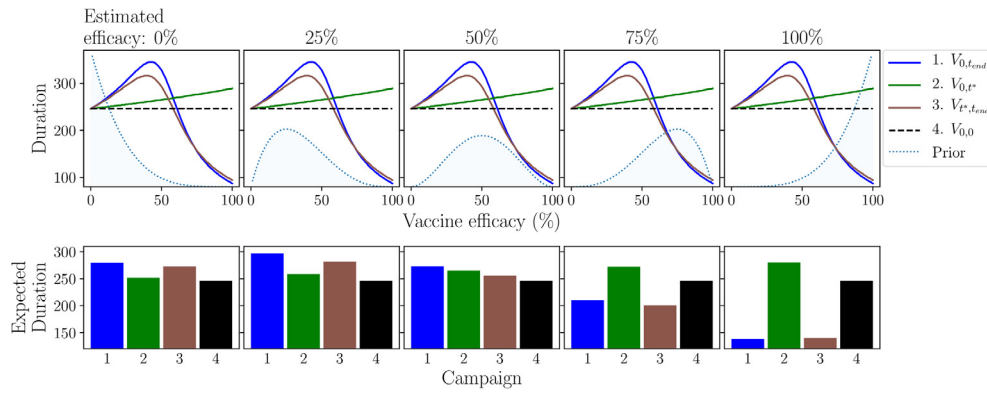 Estimated
efficacy: 0% 25% 50% 75% 100%
Duration
300
200
100
0 50 100 0 50 100 0 50 100 0 50 100 0 50 100
Vaccine efficacy (%)
1. V0,tend
2. V0,t*
3. Vt*,tend
4. V0,0
Prior
Expected
Duration
300
250
200
150
1 2 3 4 1 2 3 4 1 2 3 4 1 2 3 4 1 2 3 4
Campaign